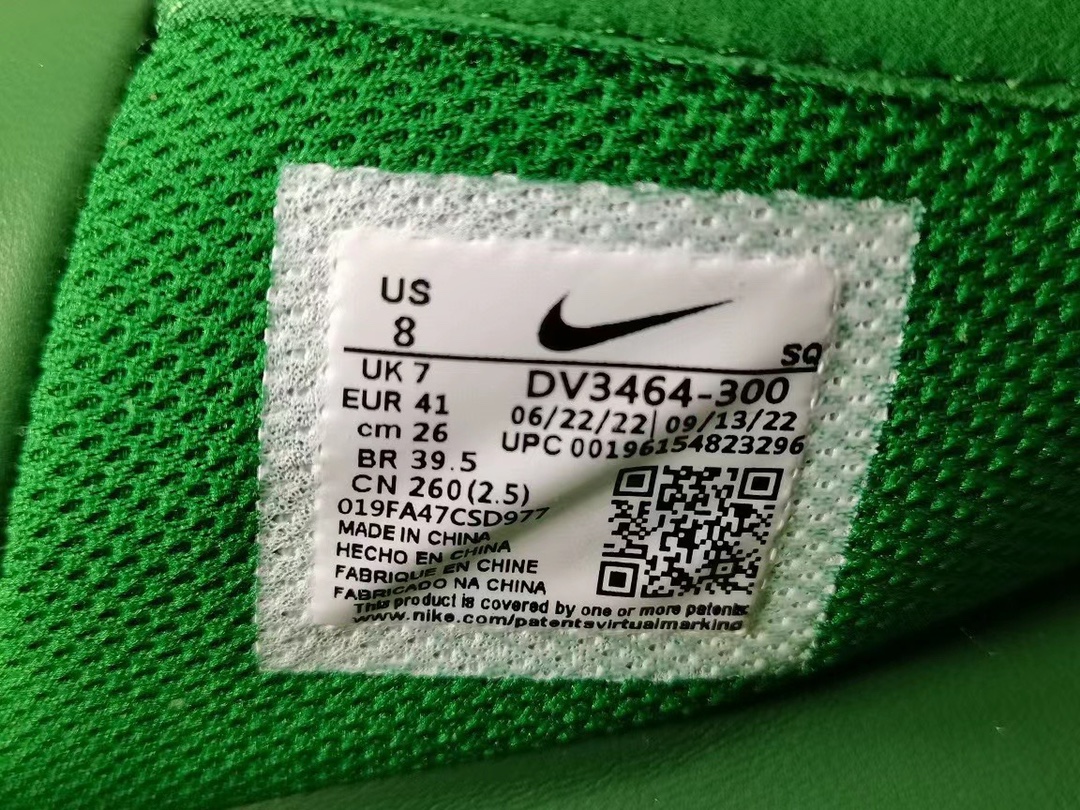 US
8
SQ
UK 7
EUR 41
cm 26
BR 39.5
CN 260(2.5)
DV3464-300
06/22/22| 09/13/22
UPC 00196154823296
019FA47CSD977
MADE IN CHINA
HECHO EN CHINA
FABRIQUE EN CHINE
FABRICADO NA CHINA
This product is covered by one or more patents
www.nike.com/patentsvirtualmarking